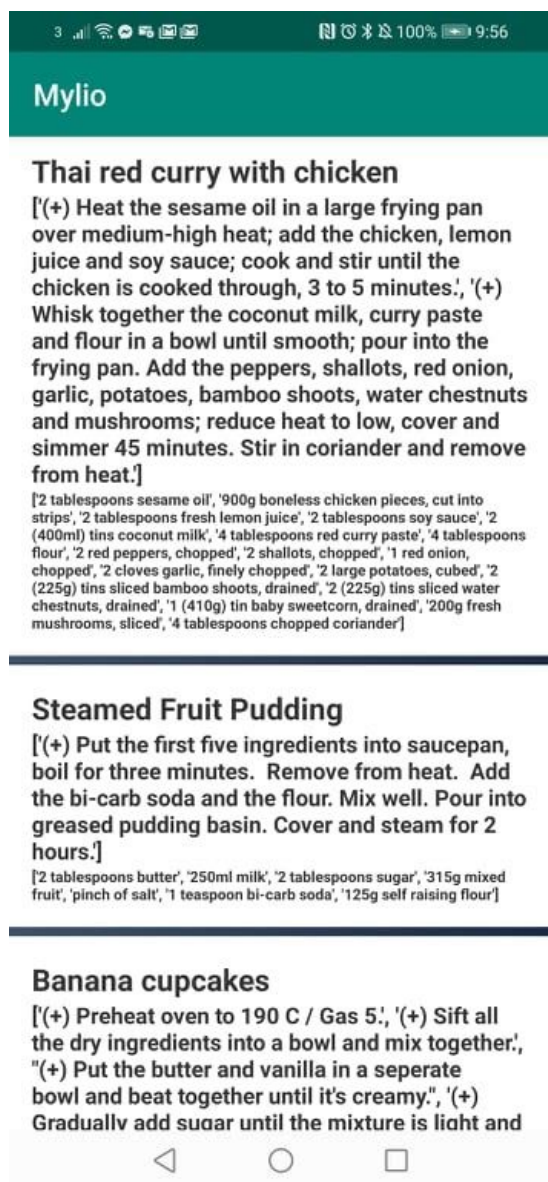 3 100% 9:56
Mylio
Thai red curry with chicken
['(+) Heat the sesame oil in a large frying pan
over medium-high heat; add the chicken, lemon
juice and soy sauce; cook and stir until the
chicken is cooked through, 3 to 5 minutes.', '(+)
Whisk together the coconut milk, curry paste
and flour in a bowl until smooth; pour into the
frying pan. Add the peppers, shallots, red onion,
garlic, potatoes, bamboo shoots, water chestnuts
and mushrooms; reduce heat to low, cover and
simmer 45 minutes. Stir in coriander and remove
from heat.']
['2 tablespoons sesame oil', '900g boneless chicken pieces, cut into
strips', '2 tablespoons fresh lemon juice', '2 tablespoons soy sauce', '2
(400ml) tins coconut milk', '4 tablespoons red curry paste', '4 tablespoons
flour', '2 red peppers, chopped', '2 shallots, chopped', '1 red onion,
chopped', '2 cloves garlic, finely chopped', '2 large potatoes, cubed', '2
(225g) tins sliced bamboo shoots, drained', '2 (225g) tins sliced water
chestnuts, drained', '1 (410g) tin baby sweetcorn, drained', '200g fresh
mushrooms, sliced', '4 tablespoons chopped coriander']
Steamed Fruit Pudding
['(+) Put the first five ingredients into saucepan,
boil for three minutes.  Remove from heat.  Add
the bi-carb soda and the flour. Mix well. Pour into
greased pudding basin. Cover and steam for 2
hours.']
['2 tablespoons butter', '250ml milk', '2 tablespoons sugar', '315g mixed
fruit', 'pinch of salt', '1 teaspoon bi-carb soda', '125g self raising flour']
Banana cupcakes
['(+) Preheat oven to 190 C / Gas 5.', '(+) Sift all
the dry ingredients into a bowl and mix together.',
"(+) Put the butter and vanilla in a seperate
bowl and beat together until it's creamy.", '(+)
Gradually add sugar until the mixture is light and